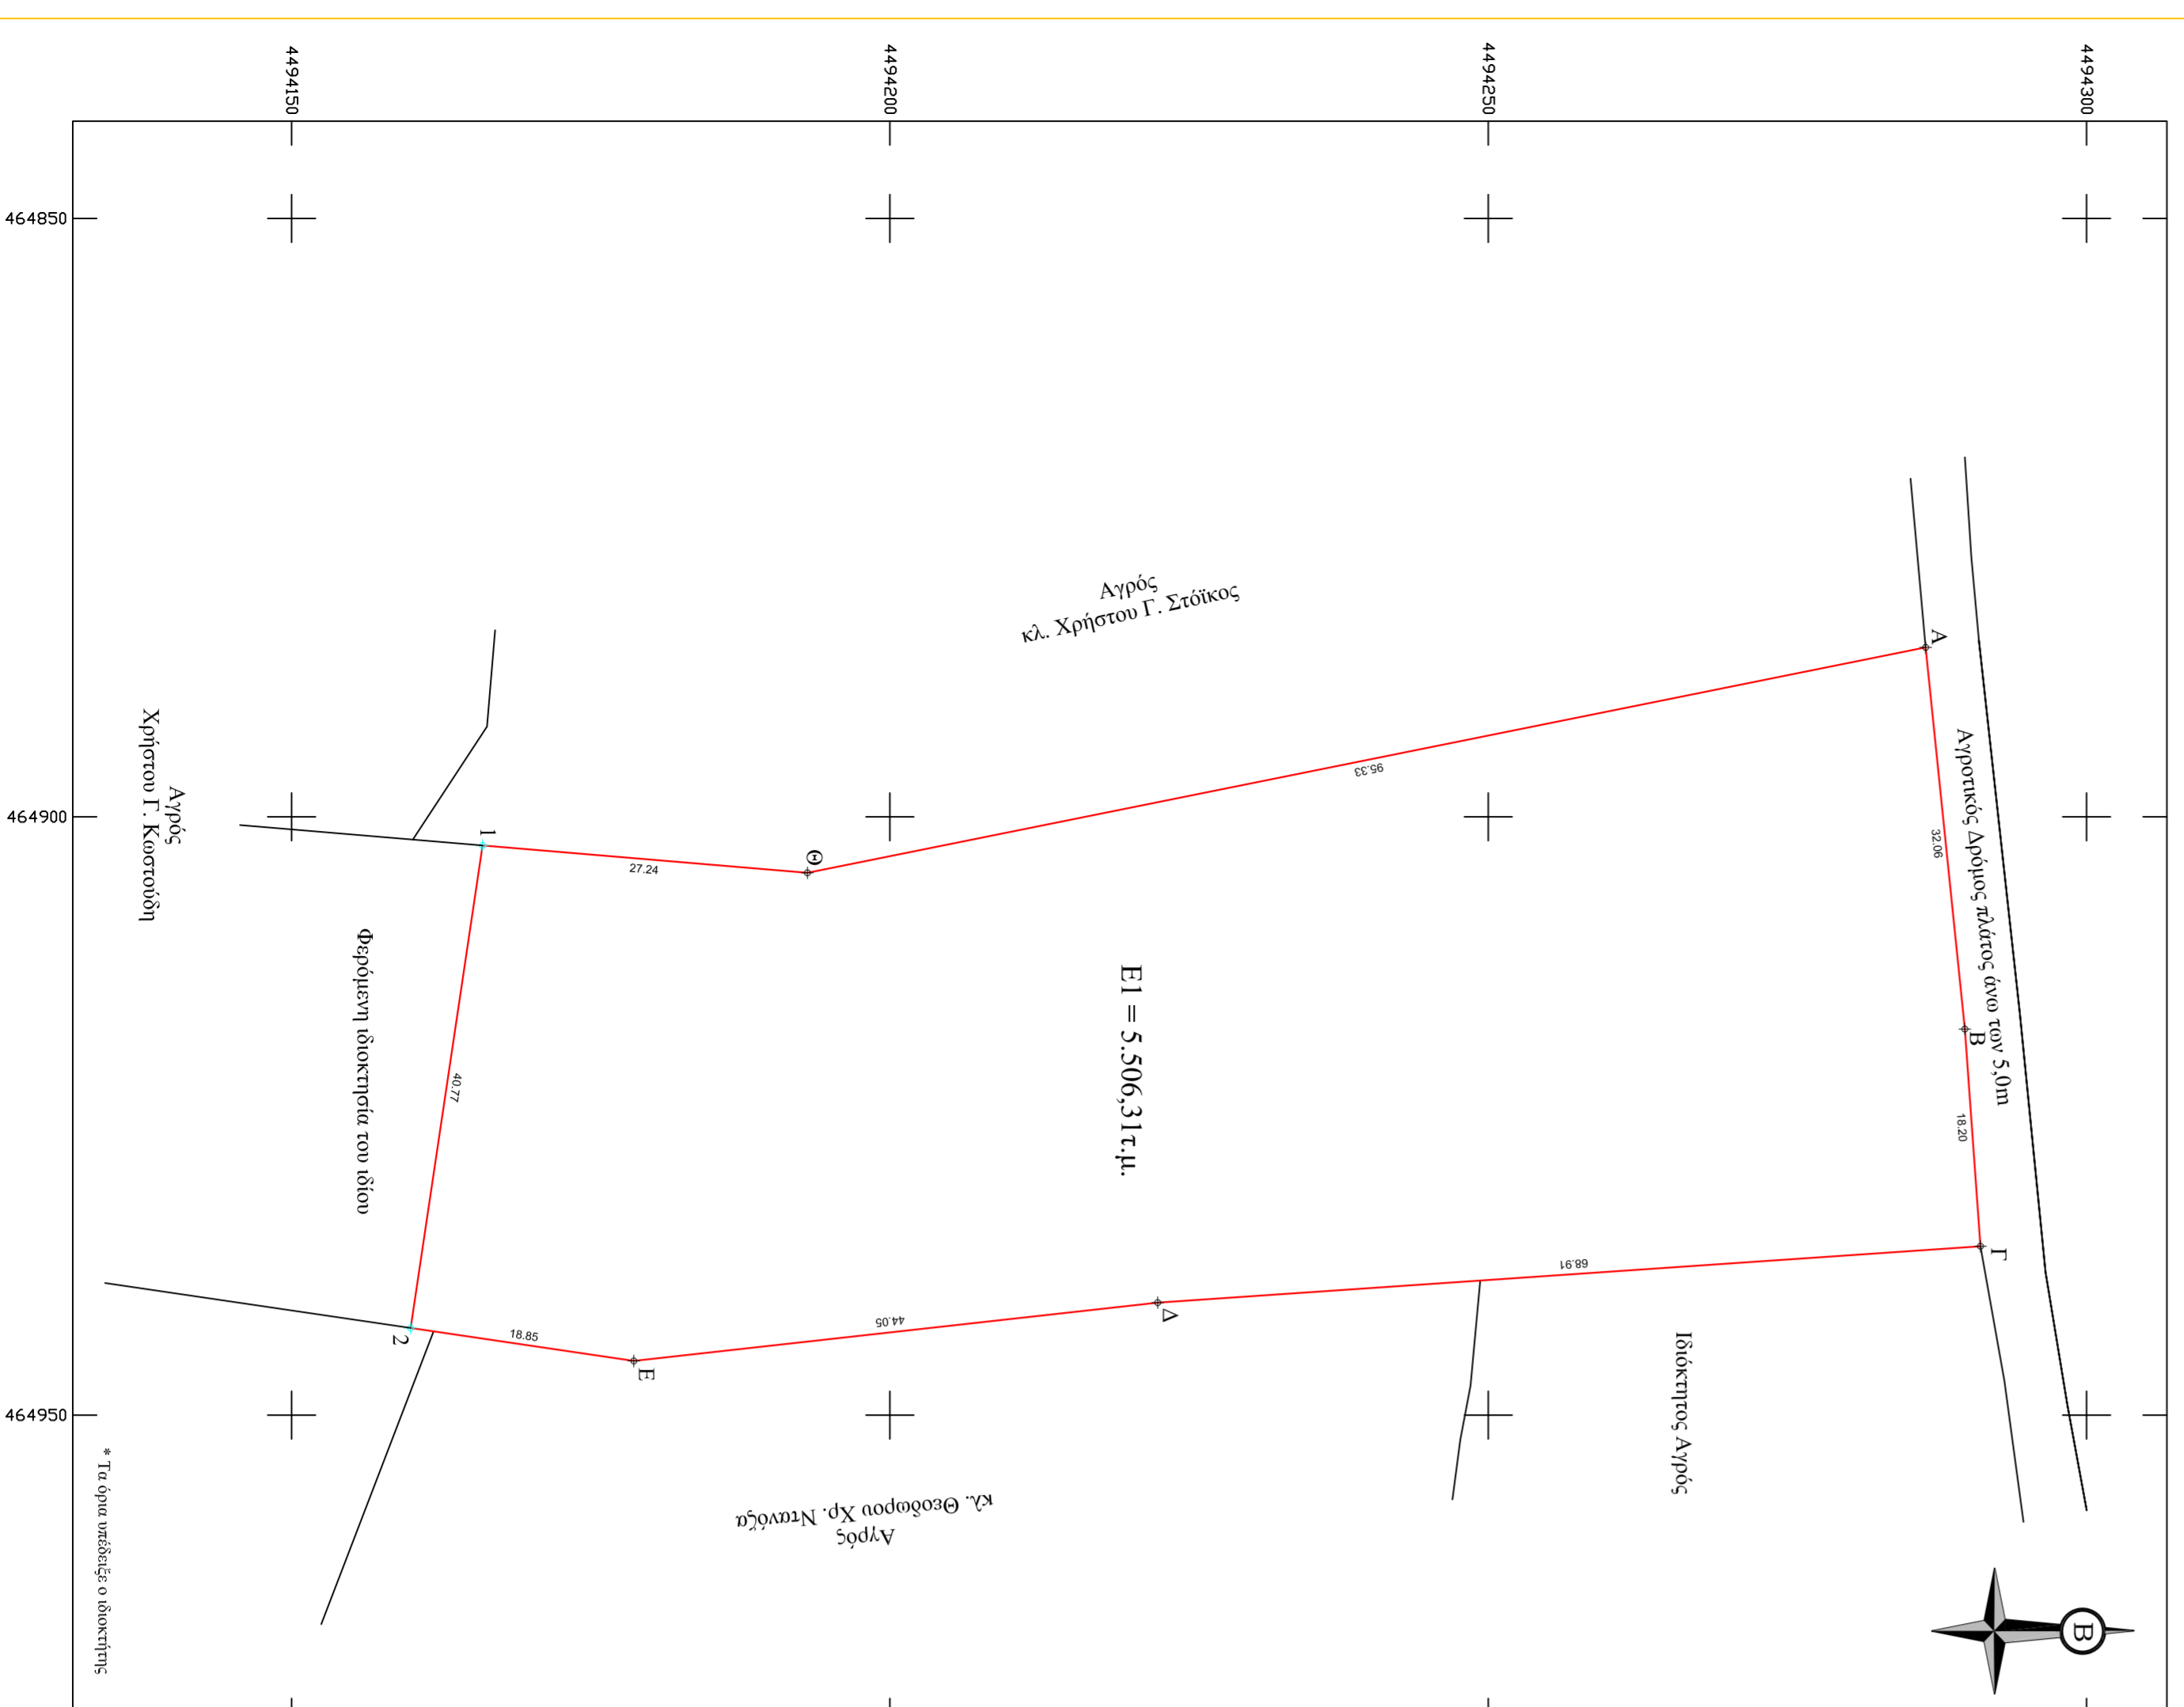 4494150
4494200
4494250
4494300
464850
464900
464950
Αγρός
κλ. Χρήστου Γ. Στόϊκος
Α
Αγροτικός Δρόμος πλάτος άνω των 5,0m
95.33
32.06
Β
18.20
Γ
Θ
1
27.24
Αγρός
Χρήστου Γ. Κωστούδη
Φερόμενη ιδιοκτησία του ιδίου
40.77
Ε1 = 5.506,31τ.μ.
68.91
Δ
44.05
18.85
2
Ε
Ιδιόκτητος Αγρός
Αγρός
κλ. Θεοδωρου Χρ. Ντανόζα
* Τα όρια υπέδειξε ο ιδιοκτήτης
Β